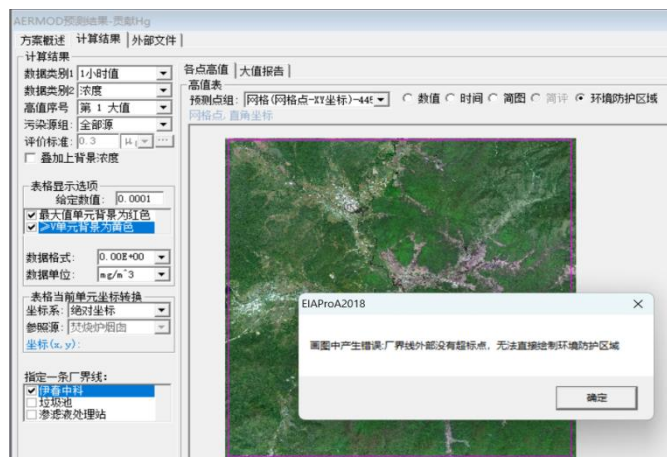 AERMOD预测结果-贡献Hg
方案概述 计算结果 外部文件
计算结果
数据类别1 1小时值
数据类别2 浓度
高值序号 第 1 大值
污染源组: 全部源
评价标准: 0.3
叠加上背景浓度
表格显示选项
给定数值: 0.0001
最大值单元背景为红色
≥V单元背景为黄色
数据格式: 0.00E+00
数据单位: mg/m^3
表格当前单元坐标转换
坐标系: 绝对坐标
参照源: 焚烧炉烟囱
坐标(x,y):
指定一条厂界线:
伊春中科
垃圾池
渗滤液处理站
各点高值 大值报告
高值表
预测点组: 网格(网格点-XY坐标)-445 数值 时间 简图 简评 环境防护区域
网格点, 直角坐标
EIAProA2018
画图中产生错误:厂界线外部没有超标点，无法直接绘制环境防护区域
确定